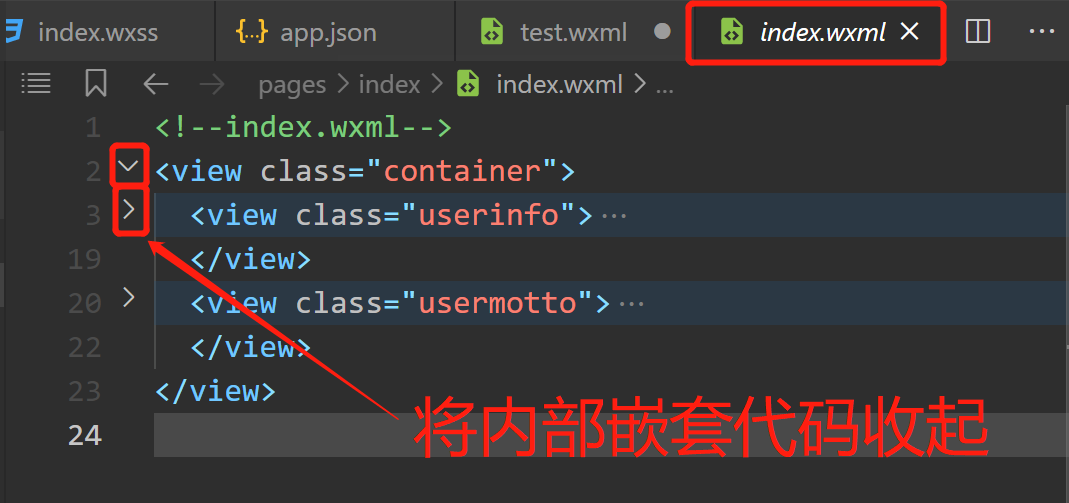 index.wxss
{..} app.json
test.wxml
index.wxml
pages > index > index.wxml > ...
1 <!--index.wxml-->
2 <view class="container">
3 <view class="userinfo"> ...
19 </view>
20 <view class="usermotto"> ...
22 </view>
23 </view>
24
将内部嵌套代码收起